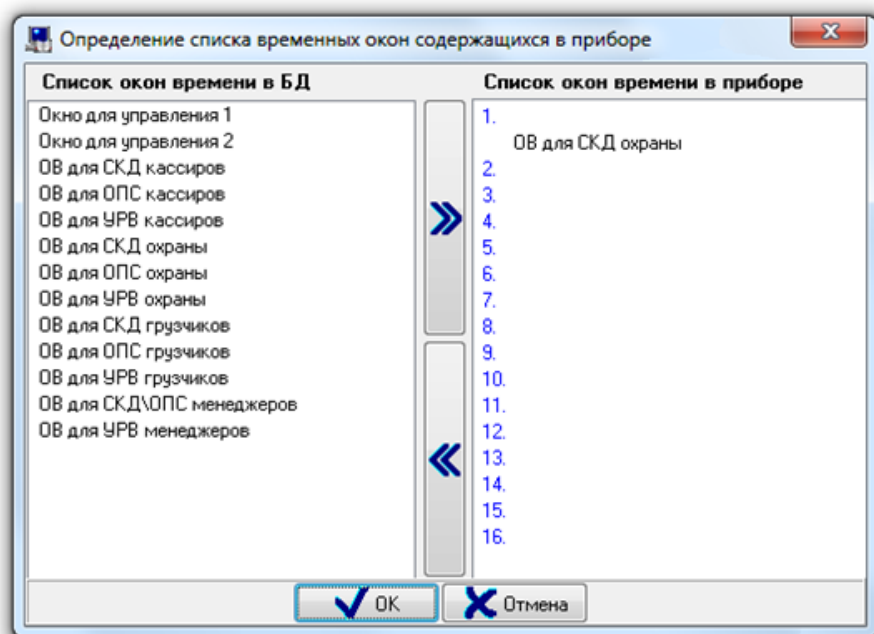 Определение списка временных окон содержащихся в приборе
Список окон времени в БД
Окно для управления 1
Окно для управления 2
ОВ для СКД кассиров
ОВ для ОПС кассиров
ОВ для УРВ кассиров
ОВ для СКД охраны
ОВ для ОПС охраны
ОВ для УРВ охраны
ОВ для СКД грузчиков
ОВ для ОПС грузчиков
ОВ для УРВ грузчиков
ОВ для СКД\ОПС менеджеров
ОВ для УРВ менеджеров
Список окон времени в приборе
1.
ОВ для СКД охраны
2.
3.
4.
5.
6.
7.
8.
9.
10.
11.
12.
13.
14.
15.
16.
OK
Отмена